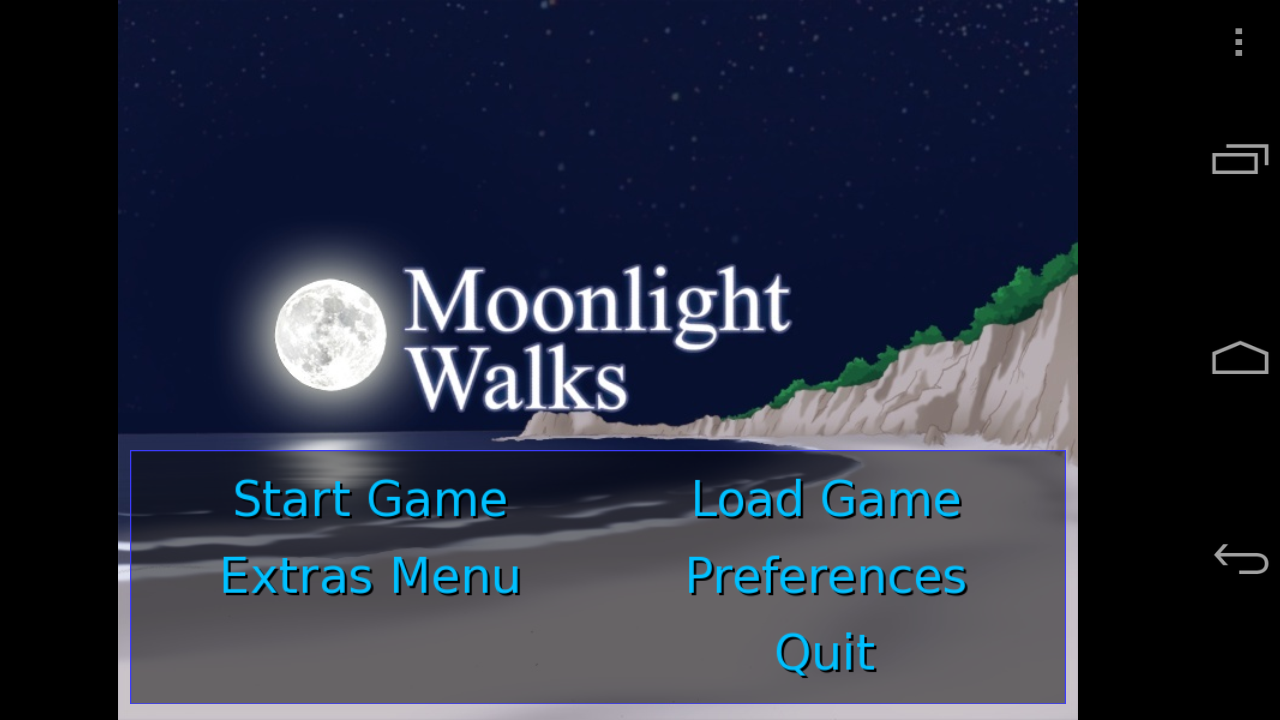 Moonlight
Walks
Start Game
Load Game
Extras Menu
Preferences
Quit